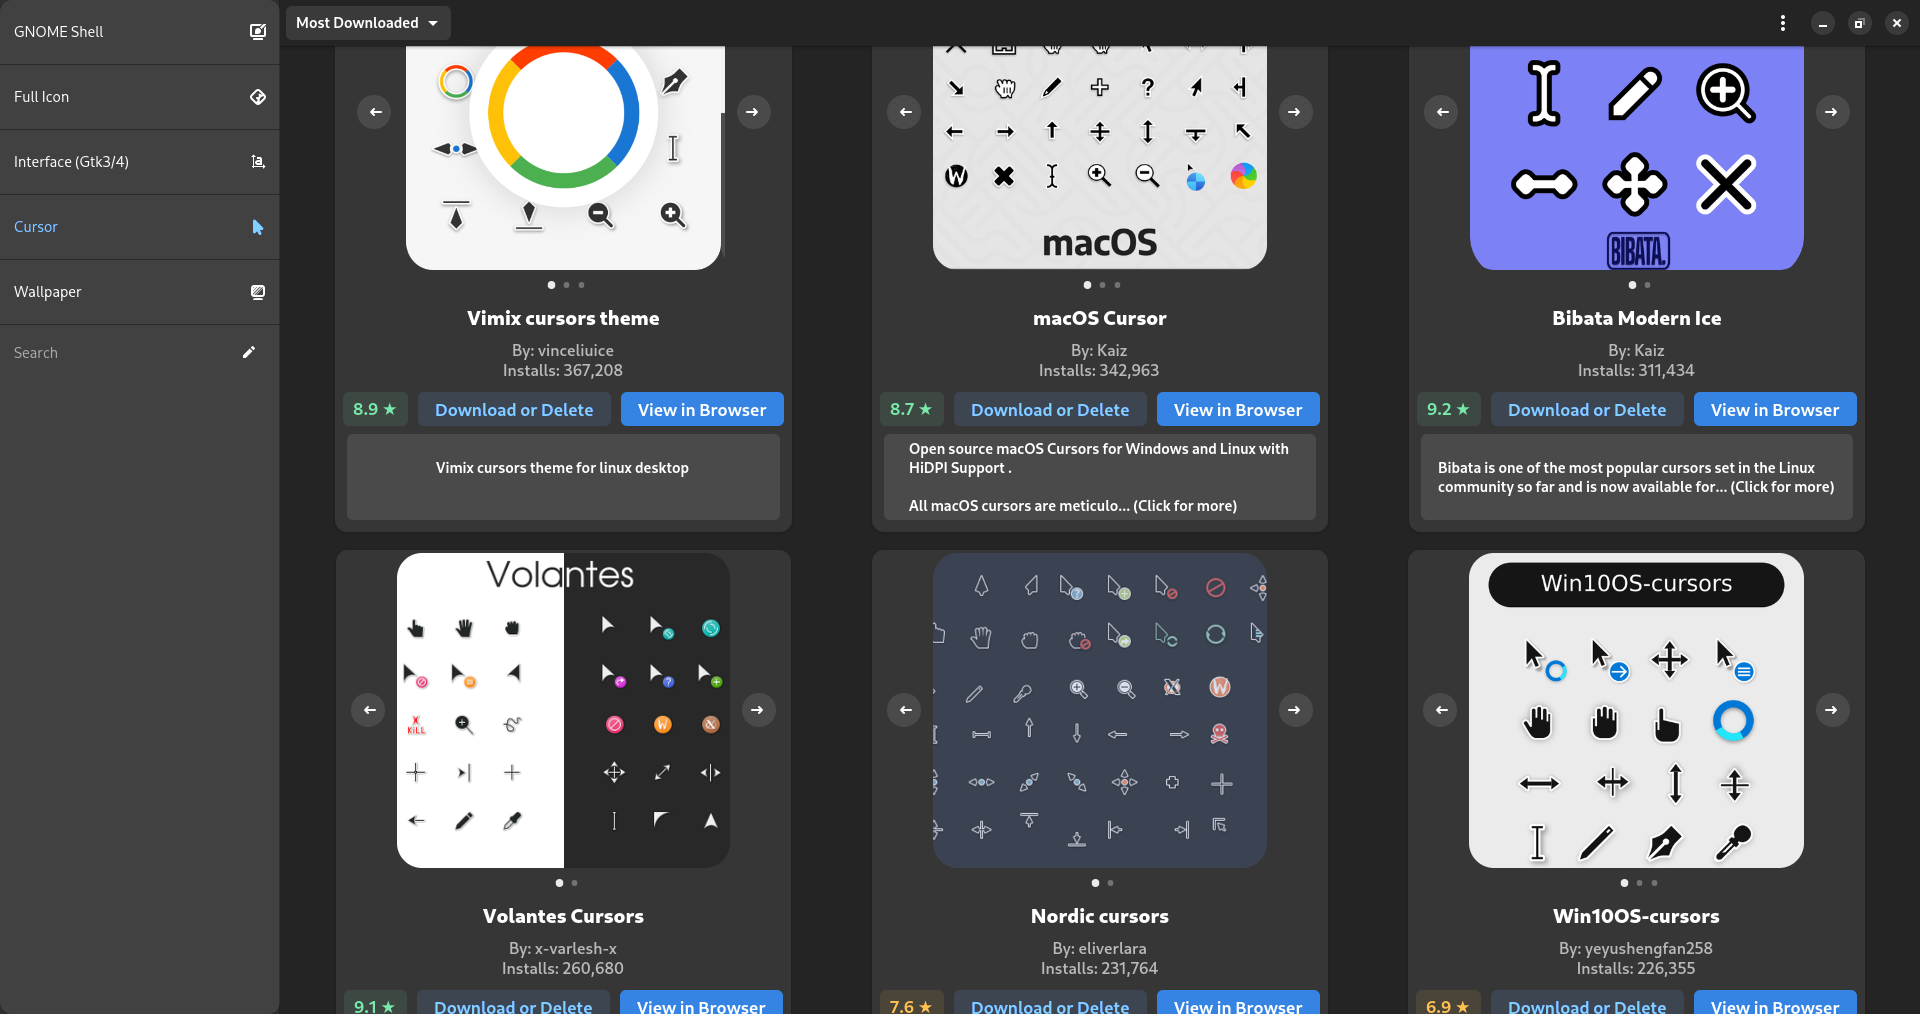 GNOME Shell
Full Icon
Interface (Gtk3/4)
Cursor
Wallpaper
Search
Most Downloaded
Vimix cursors theme
By: vinceliuice
Installs: 367,208
8.9 ★
Download or Delete
View in Browser
Vimix cursors theme for linux desktop
macOS
macOS Cursor
By: Kaiz
Installs: 342,963
8.7 ★
Download or Delete
View in Browser
Open source macOS Cursors for Windows and Linux with
HiDPI Support .
All macOS cursors are meticulo... (Click for more)
BIBATA.
Bibata Modern Ice
By: Kaiz
Installs: 311,434
9.2 ★
Download or Delete
View in Browser
Bibata is one of the most popular cursors set in the Linux
community so far and is now available for... (Click for more)
Volantes
KILL
Volantes Cursors
By: x-varlesh-x
Installs: 260,680
9.1 ★
Download or Delete
View in Browser
Nordic cursors
By: eliverlara
Installs: 231,764
7.6 ★
Download or Delete
View in Browser
Win10OS-cursors
Win10OS-cursors
By: yeyushengfan258
Installs: 226,355
6.9 ★
Download or Delete
View in Browser